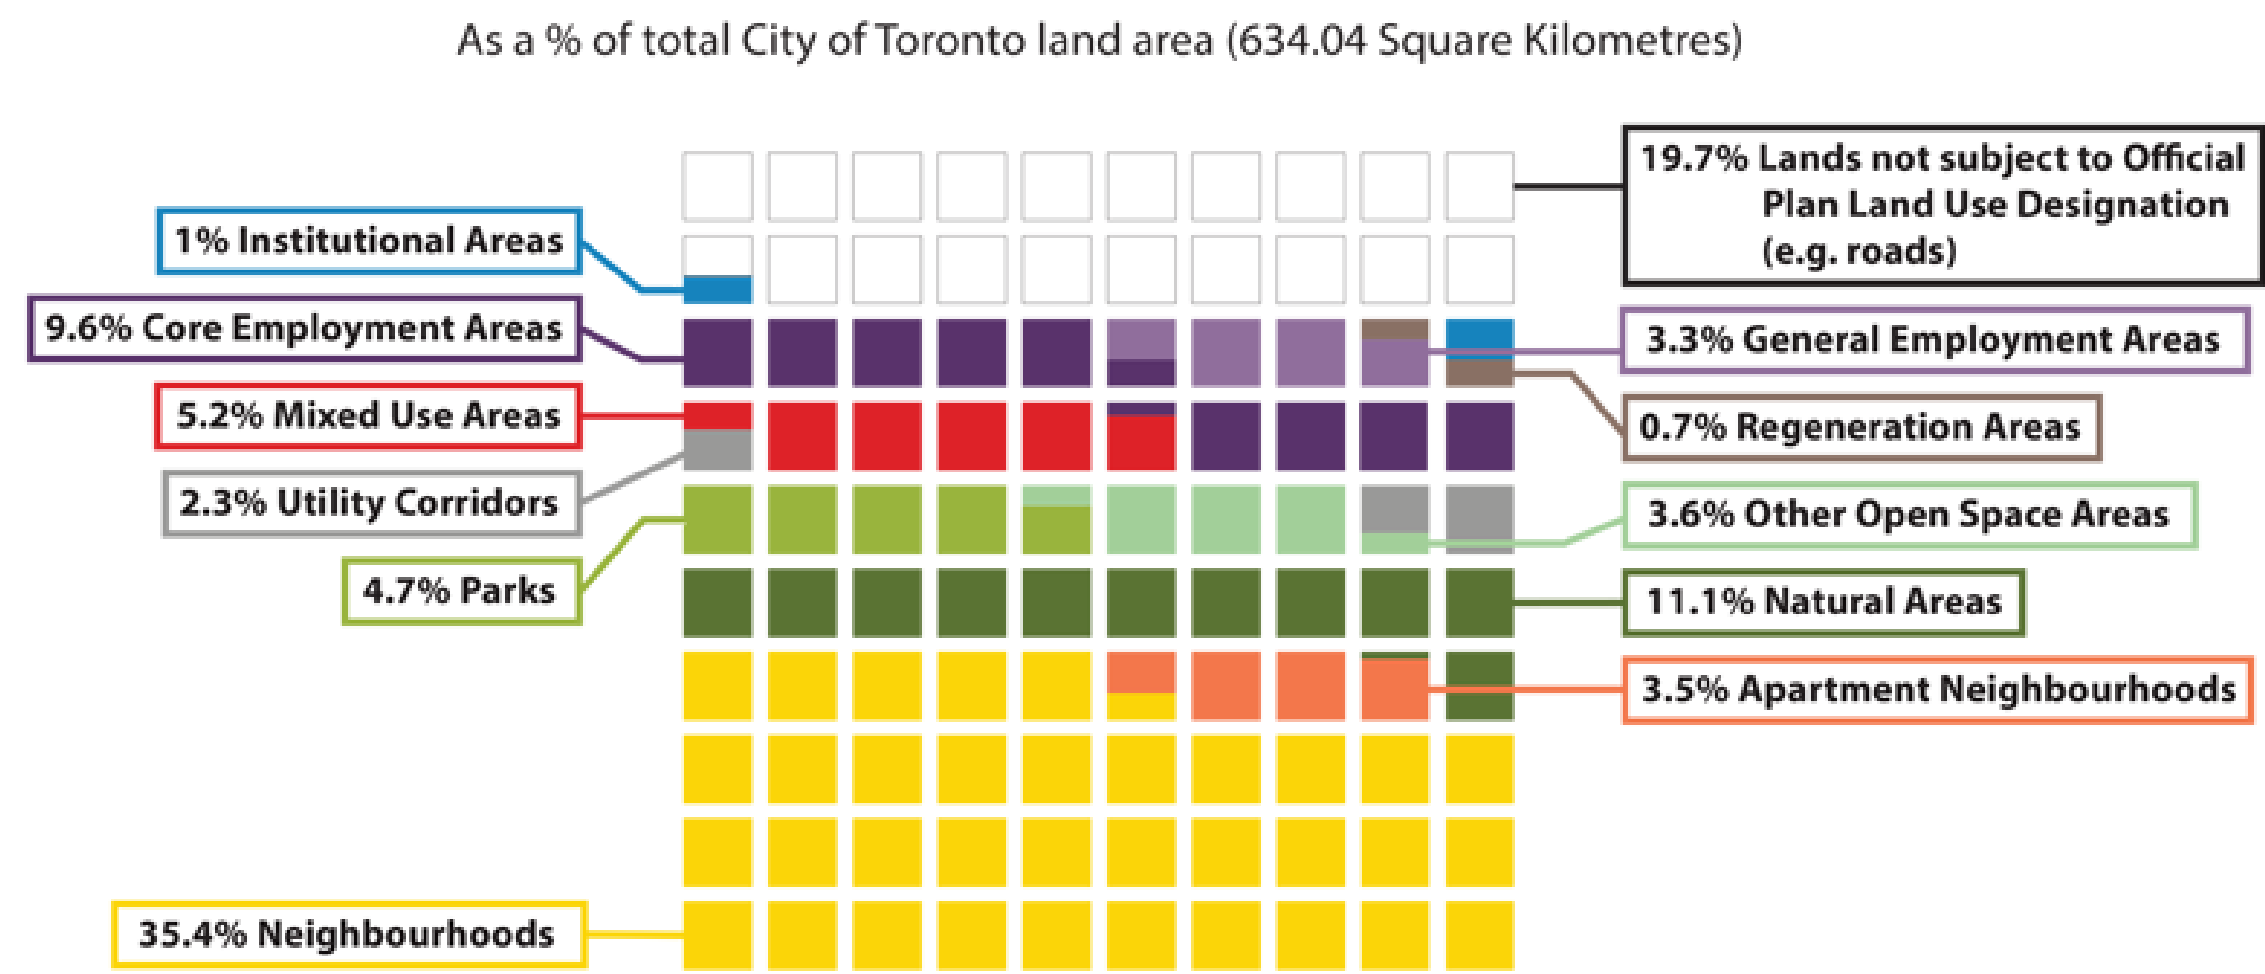 As a % of total City of Toronto land area (634.04 Square Kilometres)
1% Institutional Areas
9.6% Core Employment Areas
5.2% Mixed Use Areas
2.3% Utility Corridors
4.7% Parks
35.4% Neighbourhoods
19.7% Lands not subject to Official
Plan Land Use Designation
(e.g. roads)
3.3% General Employment Areas
0.7% Regeneration Areas
3.6% Other Open Space Areas
11.1% Natural Areas
3.5% Apartment Neighbourhoods